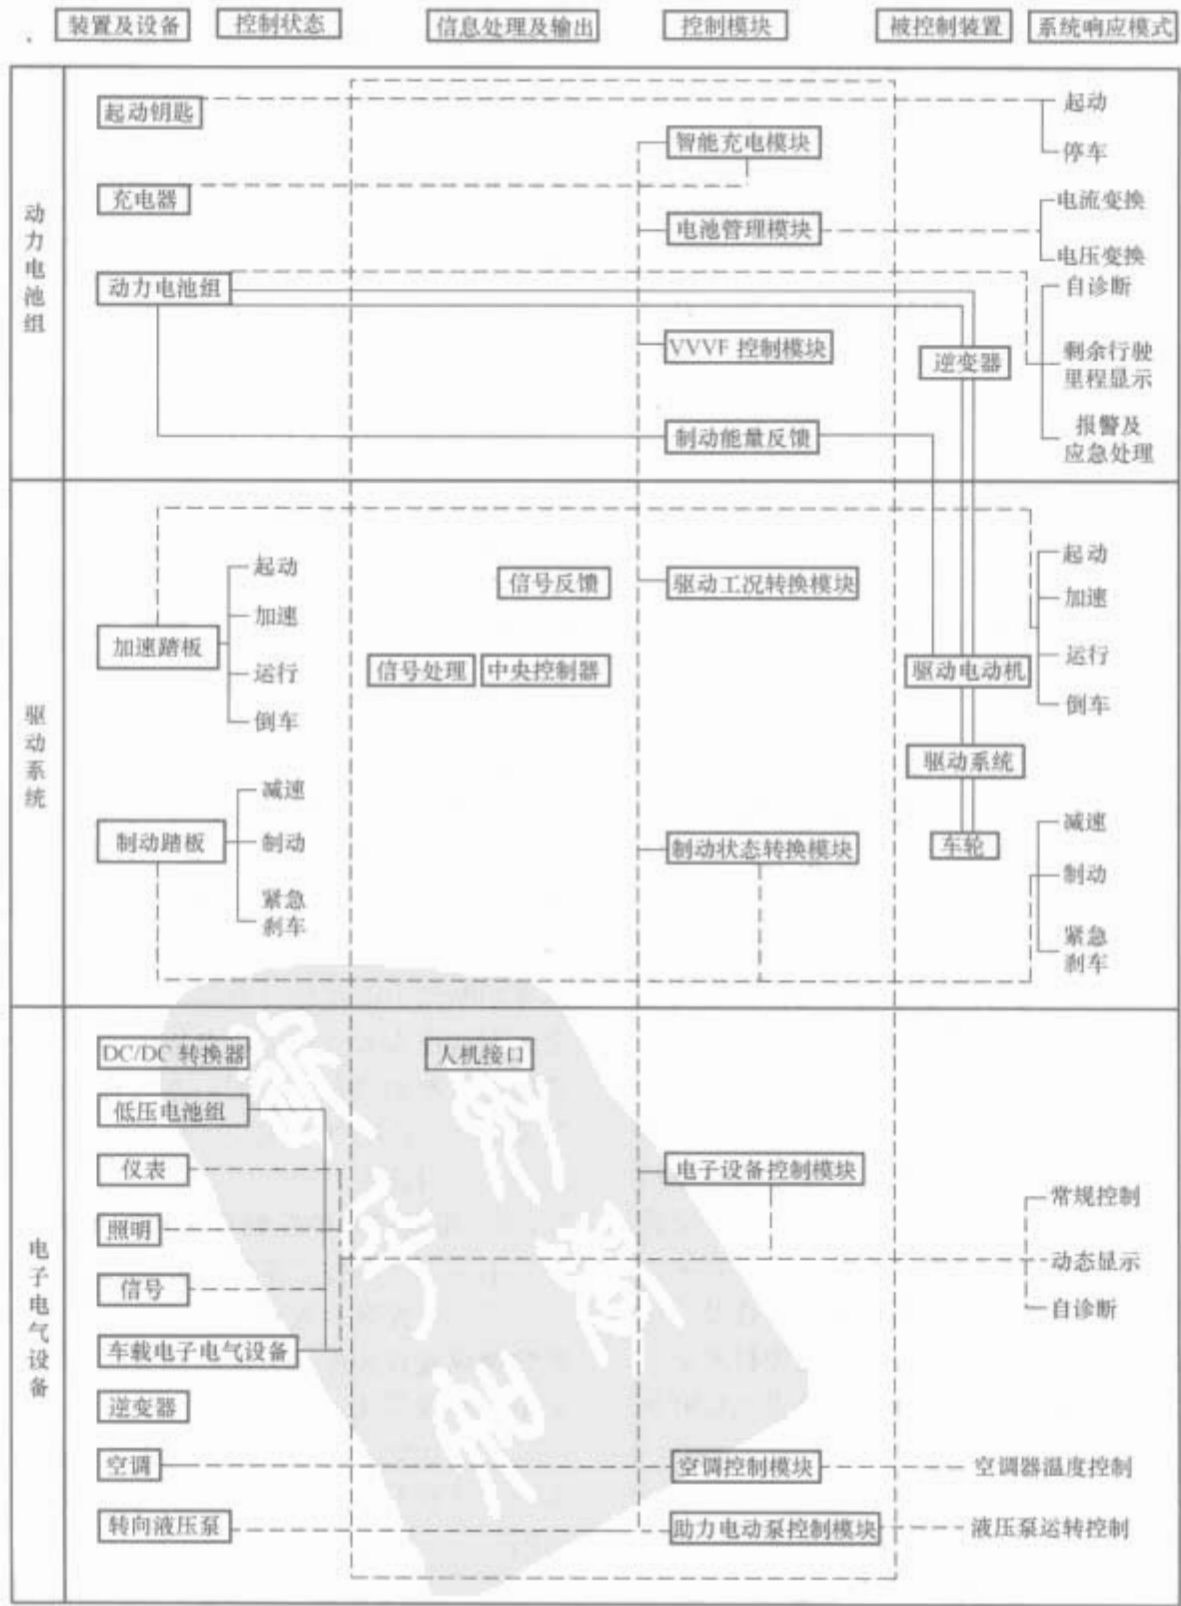 装置及设备 控制状态 信息处理及输出 控制模块 被控制装置 系统响应模式
动力电池组
起动钥匙
起动
智能充电模块
停车
充电器
电流变换
电池管理模块
电压变换
动力电池组
自诊断
VVVF 控制模块
逆变器
剩余行驶
里程显示
制动能量反馈
报警及
应急处理
驱动系统
起动
信号反馈
驱动工况转换模块
起动
加速
加速
加速踏板
信号处理 中央控制器
驱动电动机
运行
运行
倒车
倒车
驱动系统
减速
减速
制动踏板
制动
制动状态转换模块
车轮
制动
紧急
刹车
紧急
刹车
电子电气设备
DC/DC 转换器
人机接口
低压电池组
仪表
电子设备控制模块
常规控制
照明
动态显示
信号
自诊断
车载电子电气设备
逆变器
空调
空调控制模块
空调器温度控制
转向液压泵
助力电动泵控制模块
液压泵运转控制